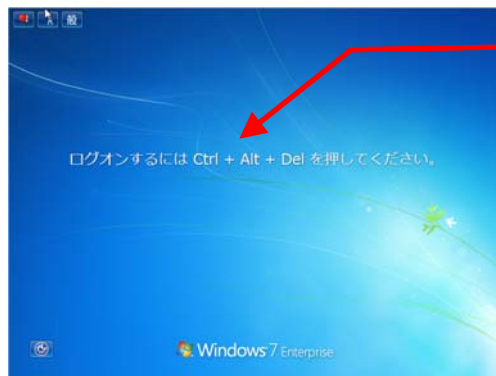 A 般
ログオンするには Ctrl + Alt + Del を押してください。
Windows 7 Enterprise